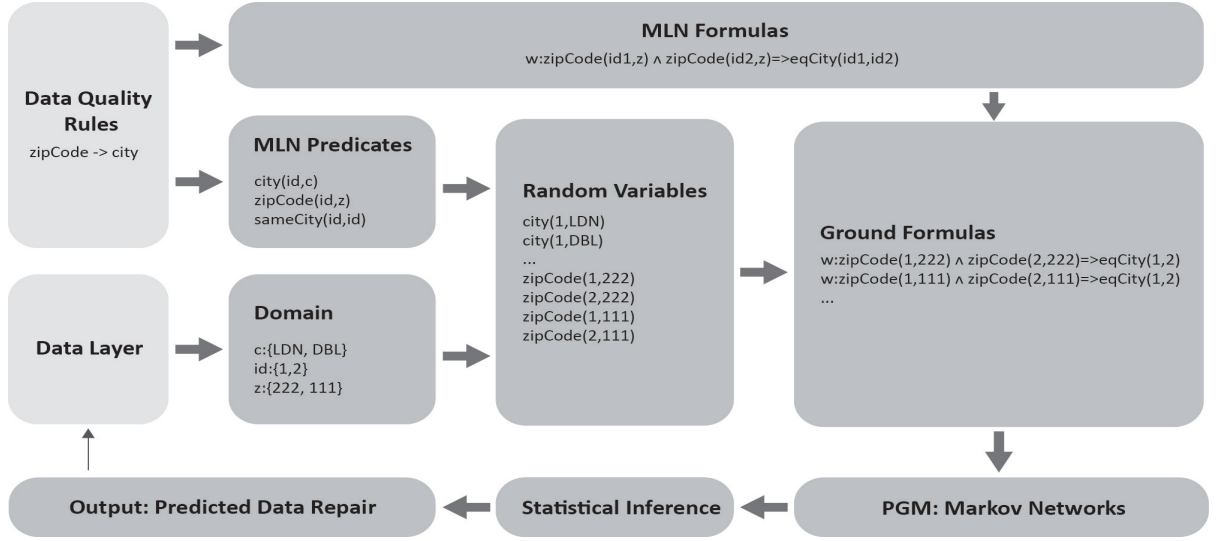 MLN Formulas
w:zipCode(id1,z) ∧ zipCode(id2,z)=>eqCity(id1,id2)
Data Quality
Rules
zipCode -> city
MLN Predicates
city(id,c)
zipCode(id,z)
sameCity(id,id)
Random Variables
city(1,LDN)
city(1,DBL)
...
zipCode(1,222)
zipCode(2,222)
zipCode(1,111)
zipCode(2,111)
Ground Formulas
w:zipCode(1,222) ∧ zipCode(2,222)=>eqCity(1,2)
w:zipCode(1,111) ∧ zipCode(2,111)=>eqCity(1,2)
...
Data Layer
Domain
c:{LDN, DBL}
id:{1,2}
z:{222, 111}
Output: Predicted Data Repair
Statistical Inference
PGM: Markov Networks